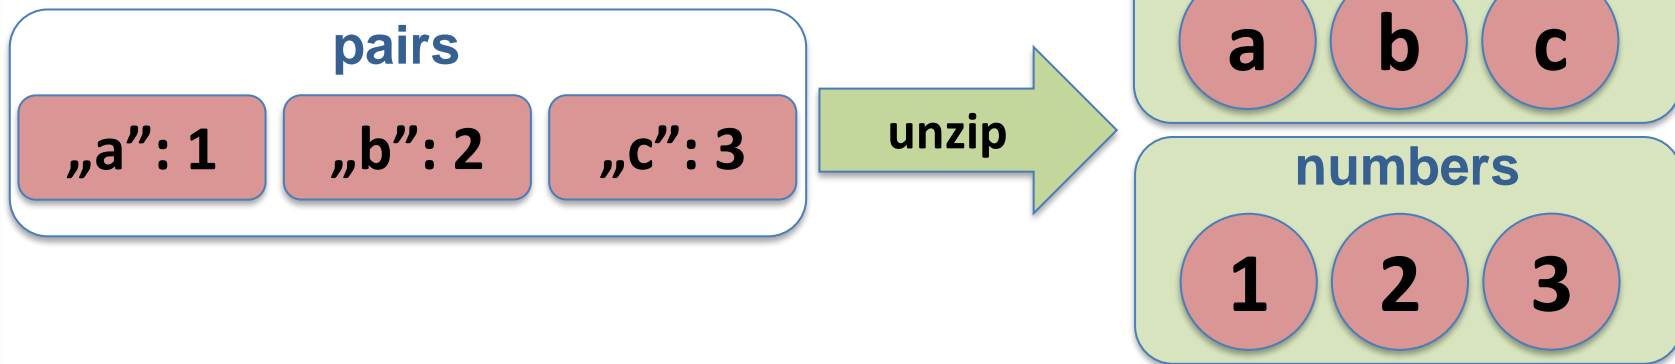 pairs
„a”: 1 „b”: 2 „c”: 3
unzip
a b c
numbers
1 2 3